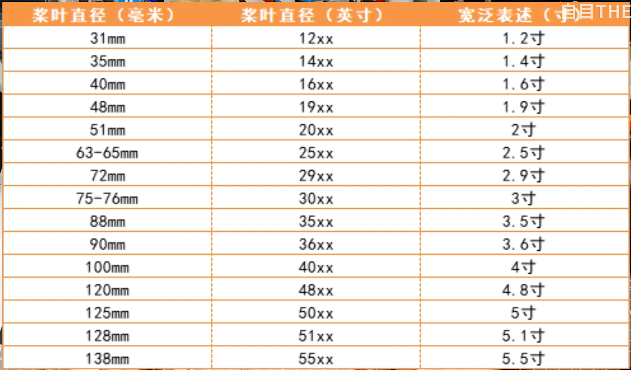 桨叶直径（毫米） 桨叶直径（英寸） 宽泛表述（寸）
自目THE
31mm 12xx 1.2寸
35mm 14xx 1.4寸
40mm 16xx 1.6寸
48mm 19xx 1.9寸
51mm 20xx 2寸
63-65mm 25xx 2.5寸
72mm 29xx 2.9寸
75-76mm 30xx 3寸
88mm 35xx 3.5寸
90mm 36xx 3.6寸
100mm 40xx 4寸
120mm 48xx 4.8寸
125mm 50xx 5寸
128mm 51xx 5.1寸
138mm 55xx 5.5寸